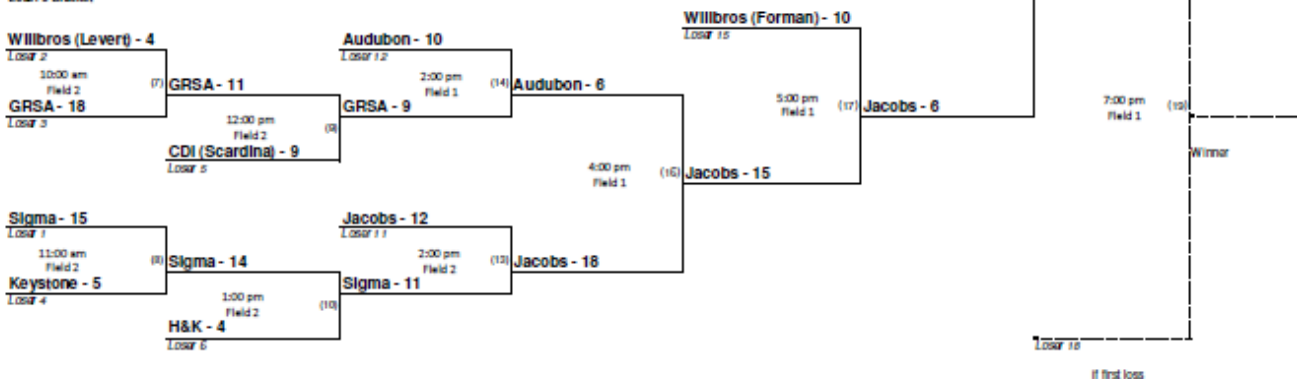 Willbros (Forman) - 10
Loser 15
Willbros (Levert) - 4
Loser 2
Audubon - 10
Loser 12
10:00 am
Field 2
(7)
GRSA - 11
2:00 pm
Field 1
(14)
Audubon - 6
GRSA - 18
Loser 3
GRSA - 9
5:00 pm
Field 1
(17)
Jacobs - 6
7:00 pm
Field 1
(19)
12:00 pm
Field 2
(9)
CDI (Scardina) - 9
Loser 5
Winner
4:00 pm
Field 1
(16)
Jacobs - 15
Sigma - 15
Loser 1
Jacobs - 12
Loser 11
11:00 am
Field 2
(8)
Sigma - 14
2:00 pm
Field 2
(13)
Jacobs - 18
Keystone - 5
Loser 4
Sigma - 11
1:00 pm
Field 2
(10)
H&K - 4
Loser 6
Loser 18
if first loss